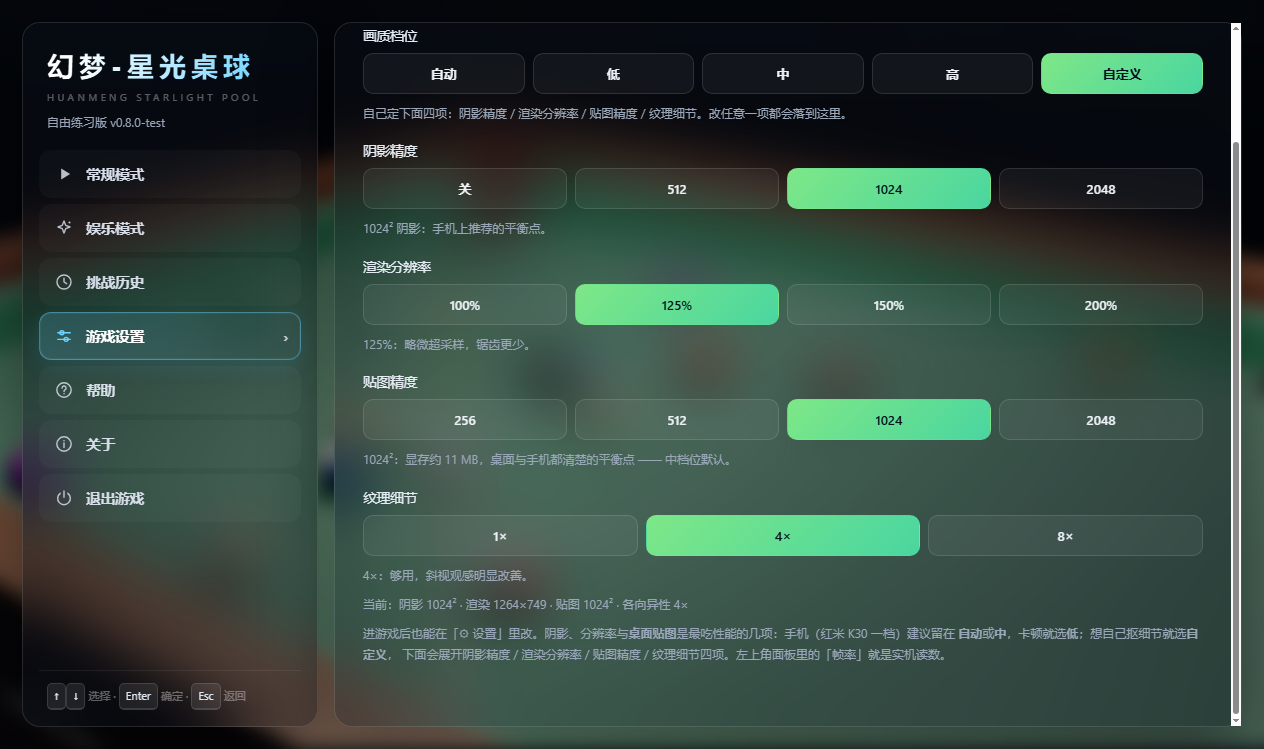 幻梦-星光桌球
HUANMENG STARLIGHT POOL
自由练习版 v0.8.0-test
常规模式
娱乐模式
挑战历史
游戏设置 ›
帮助
关于
退出游戏
↑ ↓ 选择 · Enter 确定 · Esc 返回
画质档位
自动 低 中 高 自定义
自己定下面四项：阴影精度 / 渲染分辨率 / 贴图精度 / 纹理细节。改任意一项都会落到这里。
阴影精度
关 512 1024 2048
1024² 阴影：手机上推荐的平衡点。
渲染分辨率
100% 125% 150% 200%
125%：略微超采样，锯齿更少。
贴图精度
256 512 1024 2048
1024²：显存约 11 MB，桌面与手机都清楚的平衡点 —— 中档位默认。
纹理细节
1× 4× 8×
4×：够用，斜视观感明显改善。
当前：阴影 1024² · 渲染 1264×749 · 贴图 1024² · 各向异性 4×
进游戏后也能在「⚙ 设置」里改。阴影、分辨率与桌面贴图是最吃性能的几项：手机（红米 K30 一档）建议留在 自动或中，卡顿就选低；想自己抠细节就选自
定义， 下面会展开阴影精度 / 渲染分辨率 / 贴图精度 / 纹理细节四项。左上角面板里的「帧率」就是实机读数。